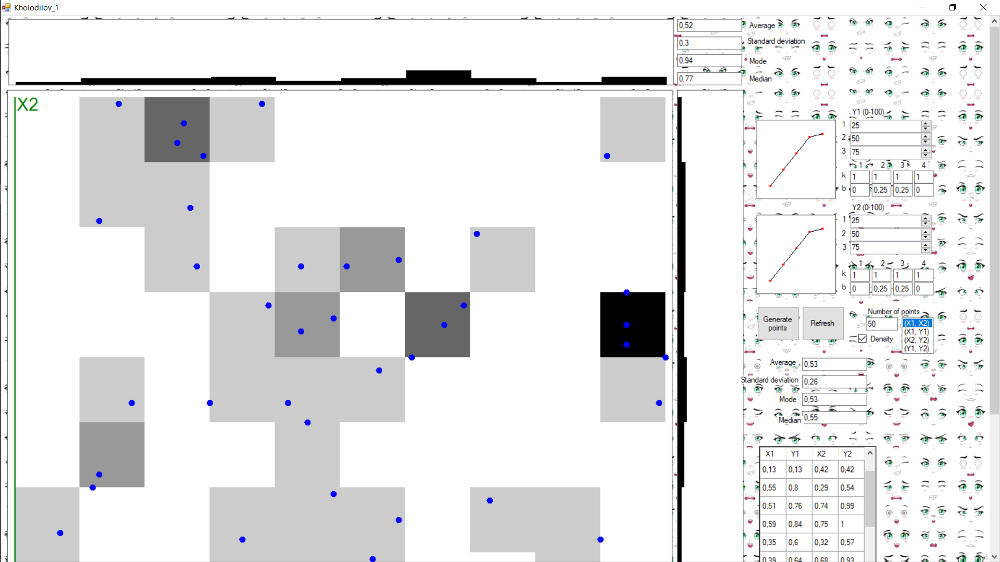 Kholodilov_1
0,52 Average
0,3 Standard deviation
0,94 Mode
0,77 Median
X2
Y1 (0-100)
1 25
2 50
3 75
1 2 3 4
k 1 1 1 1
b 0 0,25 0,25 0
Y2 (0-100)
1 25
2 50
3 75
1 2 3 4
k 1 1 1 1
b 0 0,25 0,25 0
Generate points
Refresh
Number of points
50
Density
(X1, X2)
(X1, Y1)
(X2, Y2)
(Y1, Y2)
Average 0,53
Standard deviation 0,26
Mode 0,53
Median 0,55
X1 Y1 X2 Y2
0,13 0,13 0,42 0,42
0,55 0,8 0,29 0,54
0,51 0,76 0,74 0,99
0,59 0,84 0,75 1
0,35 0,6 0,32 0,57
0,39 0,64 0,68 0,93